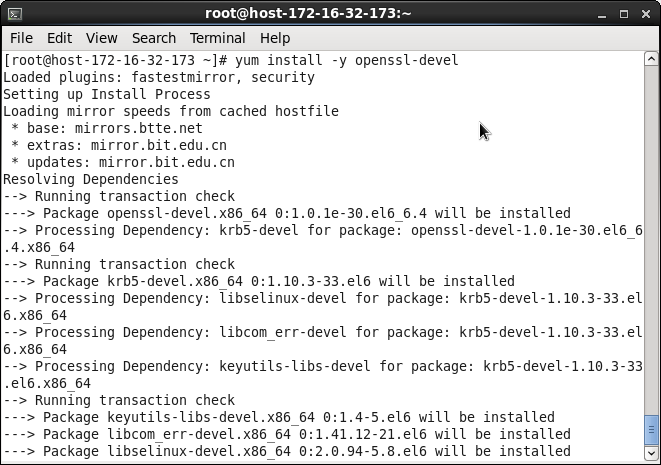 root@host-172-16-32-173:~
File Edit View Search Terminal Help
[root@host-172-16-32-173 ~]# yum install -y openssl-devel
Loaded plugins: fastestmirror, security
Setting up Install Process
Loading mirror speeds from cached hostfile
 * base: mirrors.btte.net
 * extras: mirror.bit.edu.cn
 * updates: mirror.bit.edu.cn
Resolving Dependencies
--> Running transaction check
---> Package openssl-devel.x86_64 0:1.0.1e-30.el6_6.4 will be installed
--> Processing Dependency: krb5-devel for package: openssl-devel-1.0.1e-30.el6_6
.4.x86_64
--> Running transaction check
---> Package krb5-devel.x86_64 0:1.10.3-33.el6 will be installed
--> Processing Dependency: libselinux-devel for package: krb5-devel-1.10.3-33.el
6.x86_64
--> Processing Dependency: libcom_err-devel for package: krb5-devel-1.10.3-33.el
6.x86_64
--> Processing Dependency: keyutils-libs-devel for package: krb5-devel-1.10.3-33
.el6.x86_64
--> Running transaction check
---> Package keyutils-libs-devel.x86_64 0:1.4-5.el6 will be installed
---> Package libcom_err-devel.x86_64 0:1.41.12-21.el6 will be installed
---> Package libselinux-devel.x86_64 0:2.0.94-5.8.el6 will be installed